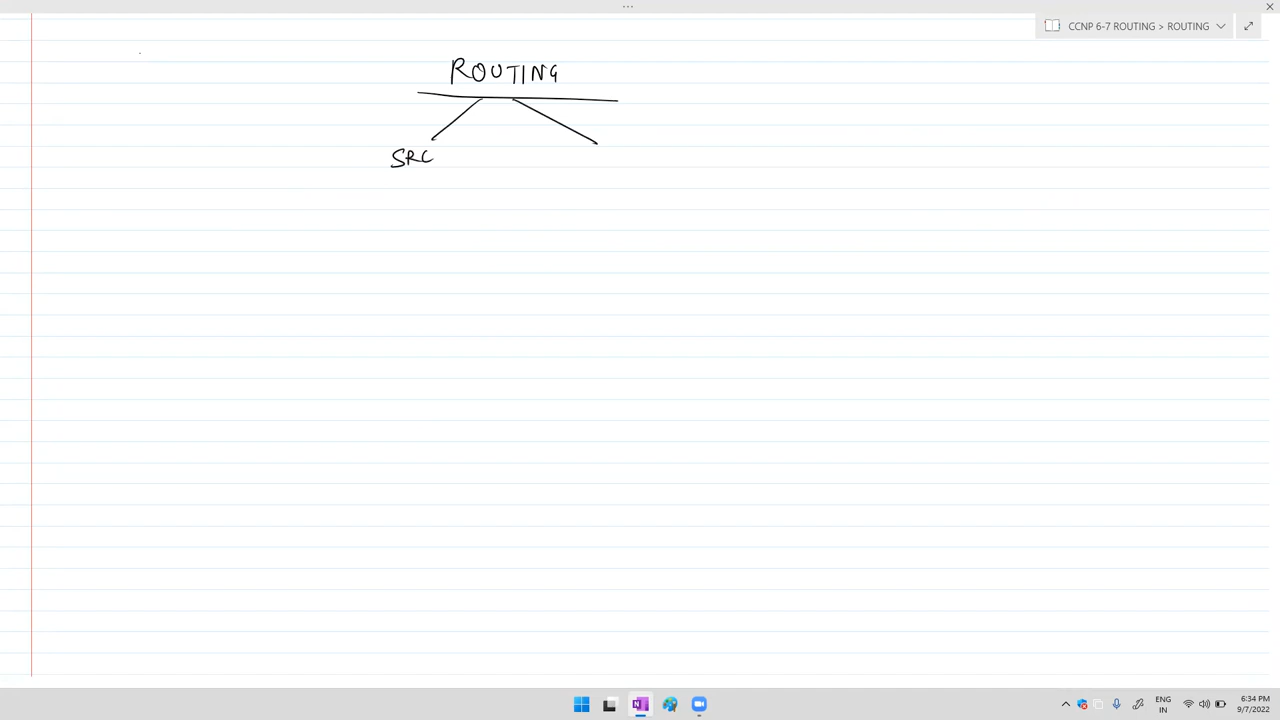 CCNP 6-7 ROUTING > ROUTING
ROUTING
SRC
ENG
IN
6:34 PM
9/7/2022